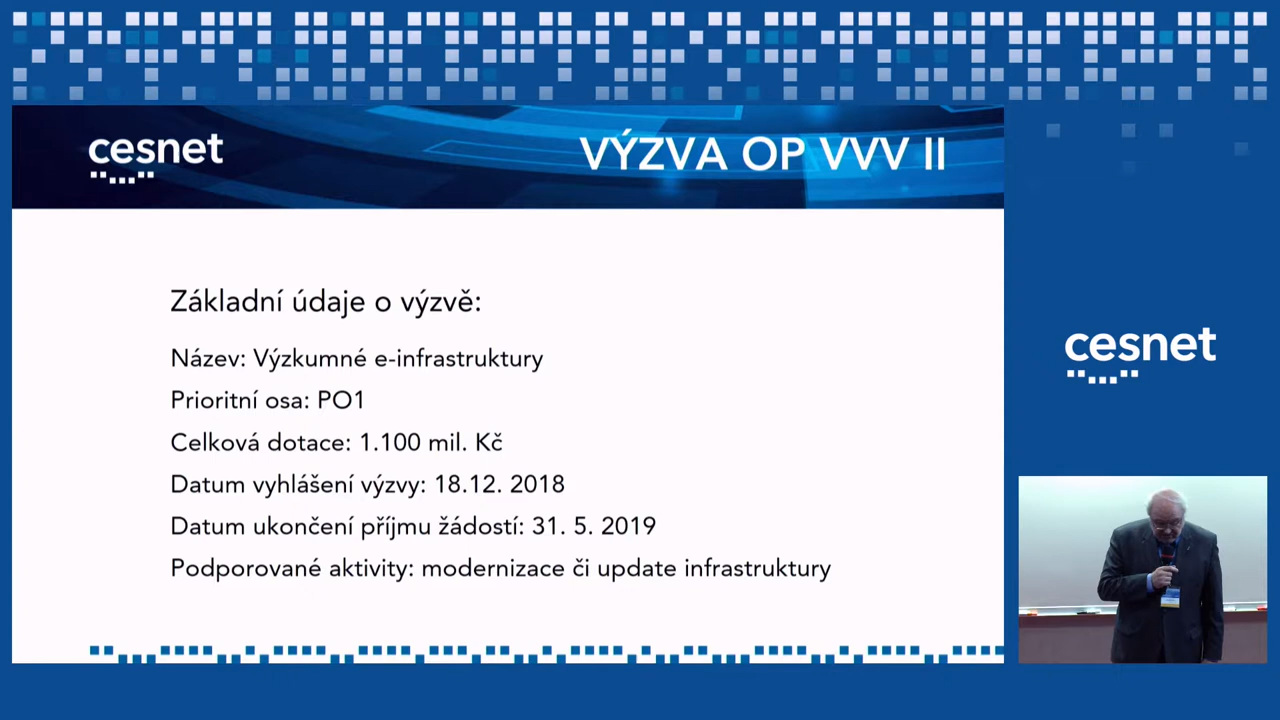 cesnet
VÝZVA OP VVV II
Základní údaje o výzvě:
Název: Výzkumné e-infrastruktury
Prioritní osa: PO1
Celková dotace: 1.100 mil. Kč
Datum vyhlášení výzvy: 18.12. 2018
Datum ukončení příjmu žádostí: 31. 5. 2019
Podporované aktivity: modernizace či update infrastruktury
cesnet